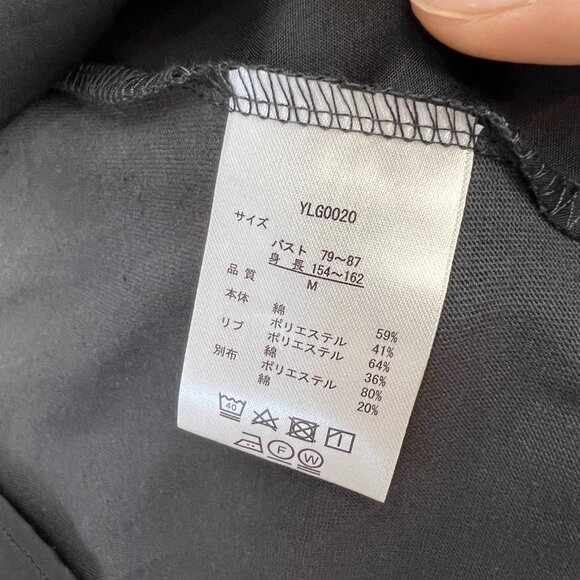 YLG0020
サイズ
バスト 79～87
身 長 154～162
M
品質
本体 綿 59%
ポリエステル 41%
リブ ポリエステル 64%
綿 36%
別布 ポリエステル 80%
綿 20%
40
F W